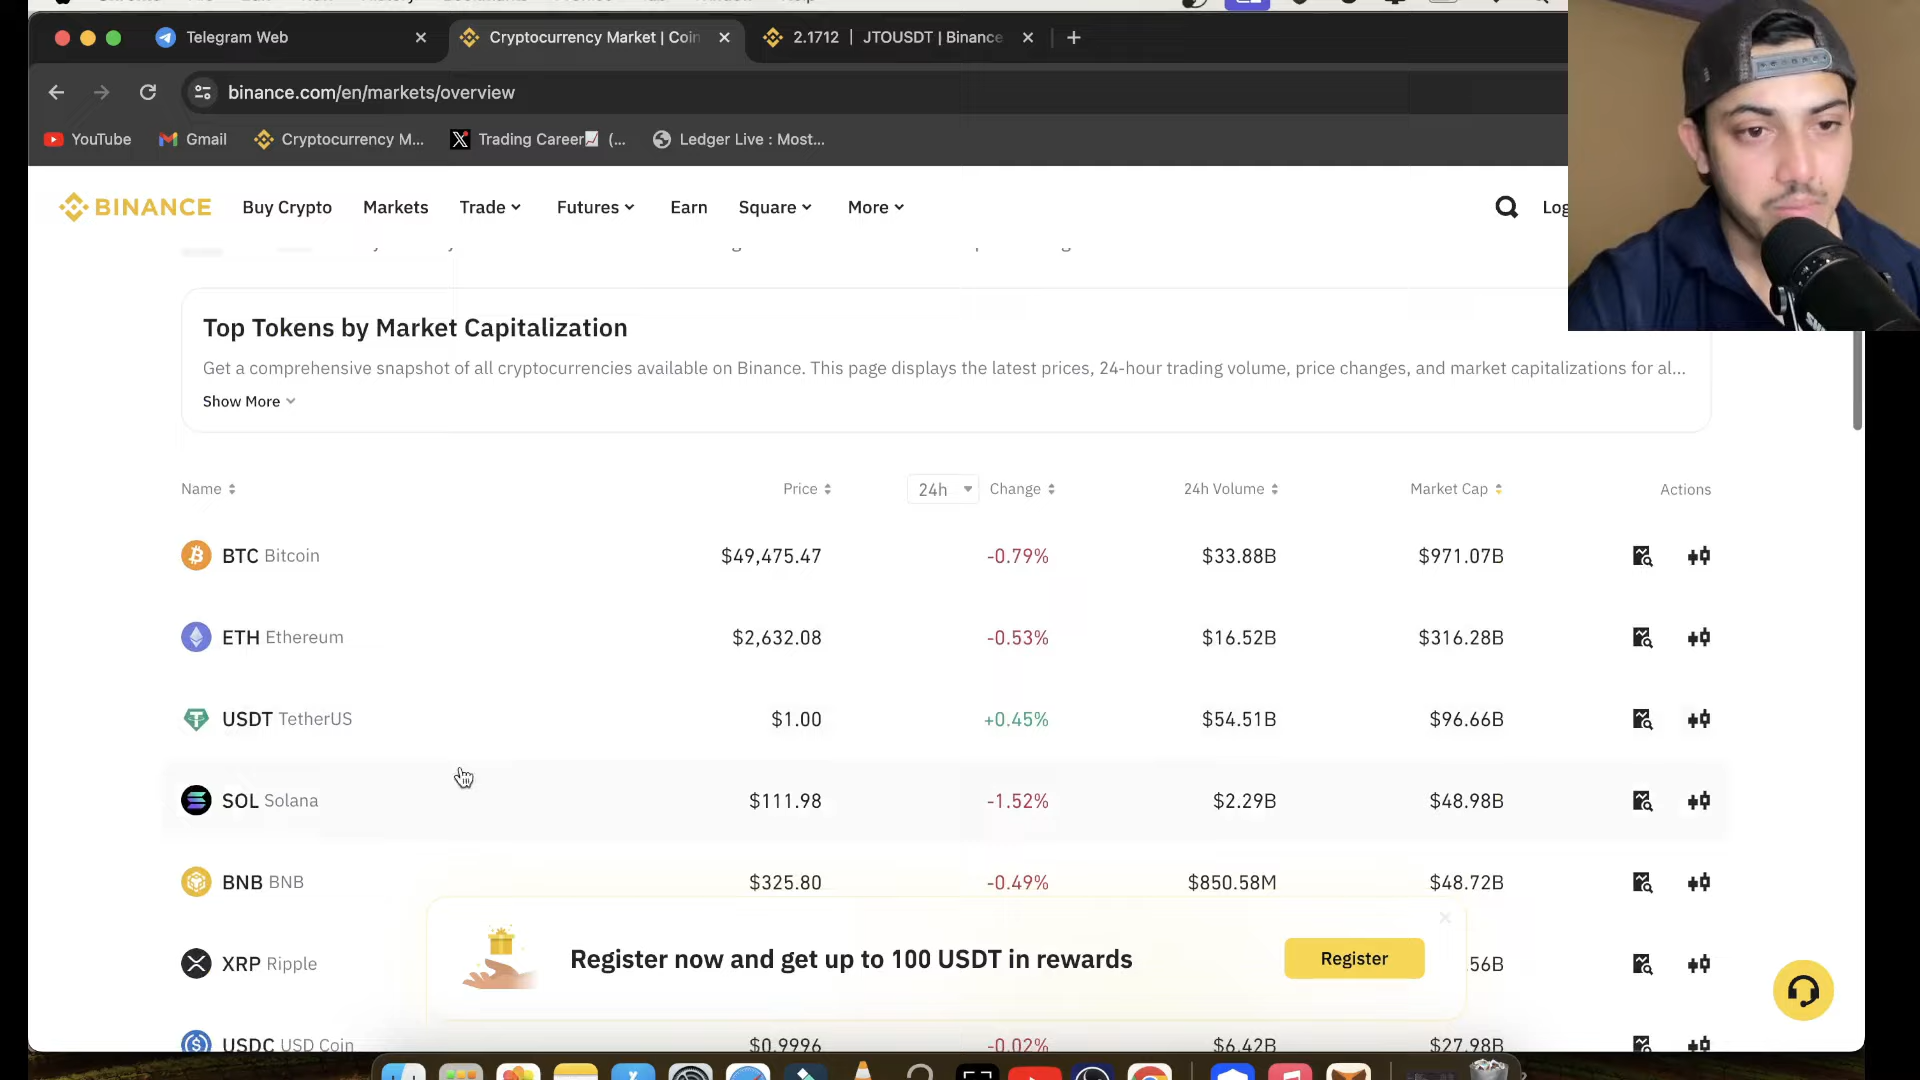 Telegram Web
Cryptocurrency Market | Coin
2.1712 | JTOUSDT | Binance
binance.com/en/markets/overview
YouTube
Gmail
Cryptocurrency M...
Trading Career📈 (...
Ledger Live : Most...
BINANCE
Buy Crypto
Markets
Trade
Futures
Earn
Square
More
Log
Top Tokens by Market Capitalization
Get a comprehensive snapshot of all cryptocurrencies available on Binance. This page displays the latest prices, 24-hour trading volume, price changes, and market capitalizations for al...
Show More
Name Price 24h Change 24h Volume Market Cap Actions
BTC Bitcoin $49,475.47 -0.79% $33.88B $971.07B
ETH Ethereum $2,632.08 -0.53% $16.52B $316.28B
USDT TetherUS $1.00 +0.45% $54.51B $96.66B
SOL Solana $111.98 -1.52% $2.29B $48.98B
BNB BNB $325.80 -0.49% $850.58M $48.72B
XRP Ripple 56B
Register now and get up to 100 USDT in rewards
Register
USDC USD Coin $0.9996 -0.02% $6.42B $27.98B